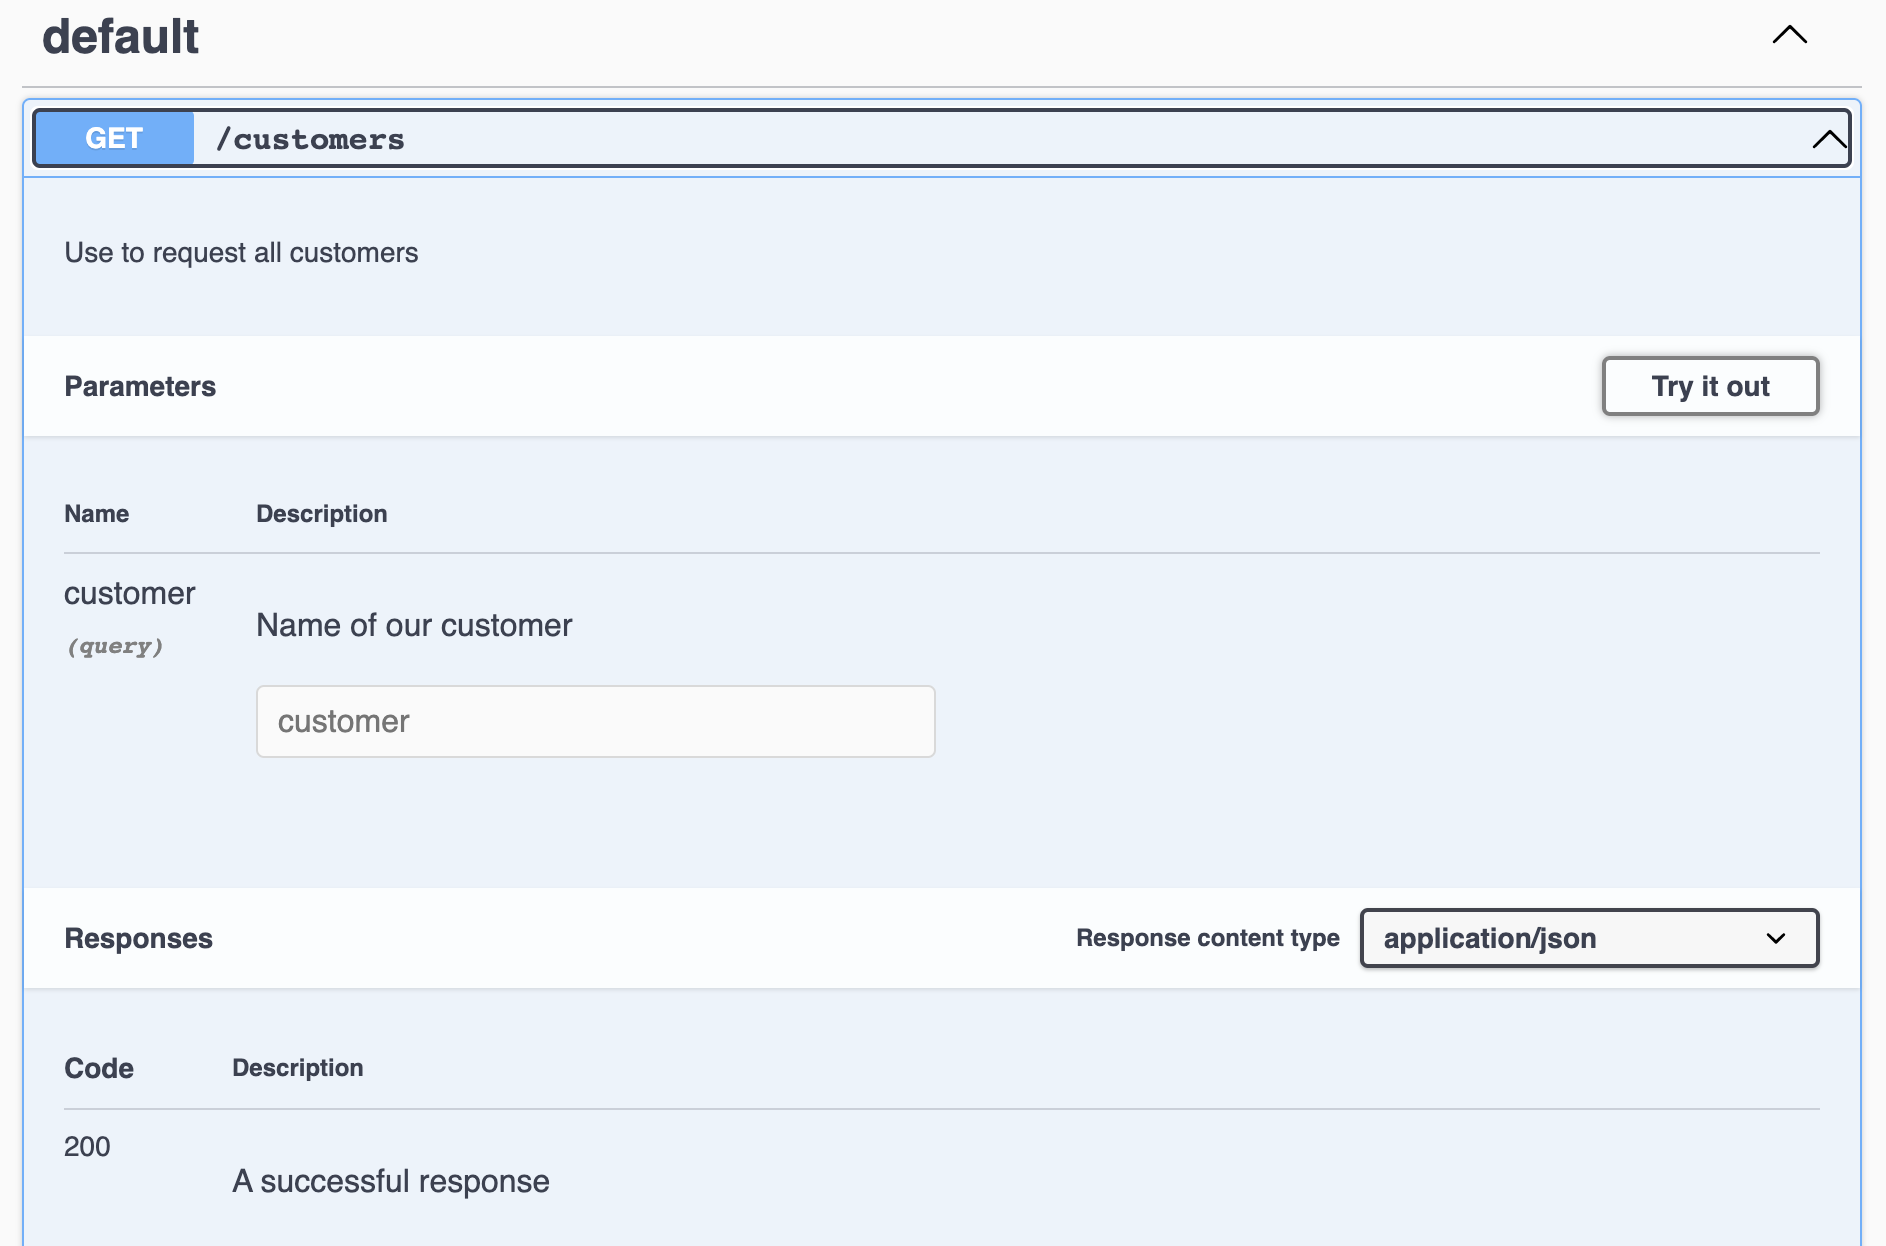 default
GET /customers
Use to request all customers
Parameters Try it out
Name Description
customer
(query)
Name of our customer
customer
Responses Response content type application/json
Code Description
200
A successful response